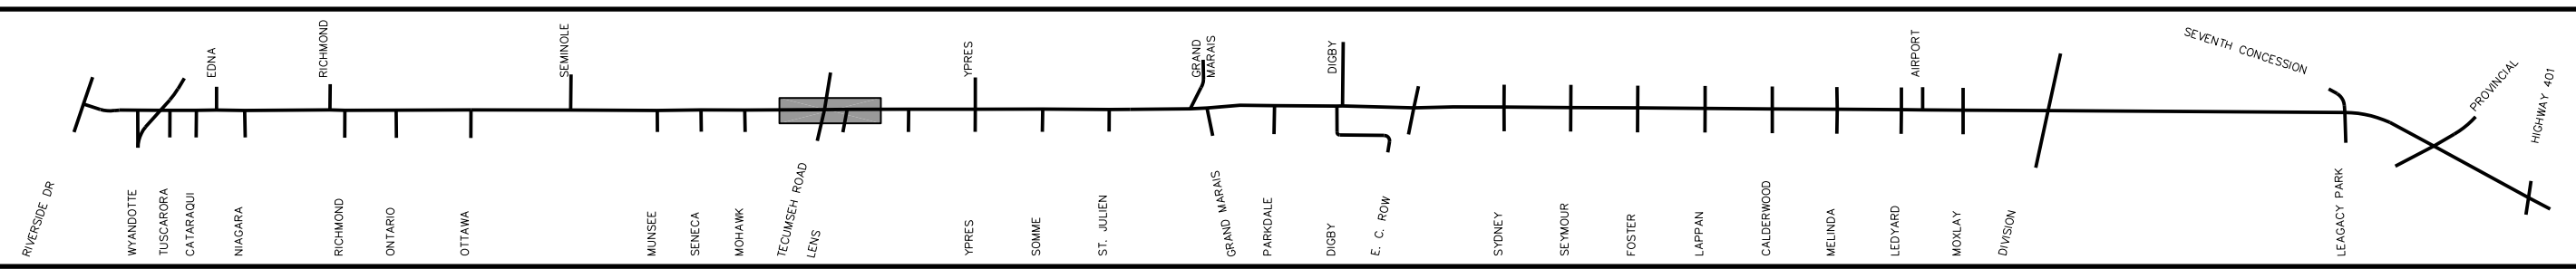 EDNA
RICHMOND
SEMINOLE
YPRES
GRAND
MARAIS
DIGBY
AIRPORT
SEVENTH CONCESSION
PROVINCIAL
HIGHWAY 401
RIVERSIDE DR
WYANDOTTE
TUSCARORA
CATARAQUI
NIAGARA
RICHMOND
ONTARIO
OTTAWA
MUNSEE
SENECA
MOHAWK
TECUMSEH ROAD
LENS
YPRES
SOMME
ST. JULIEN
GRAND MARAIS
PARKDALE
DIGBY
E. C. ROW
SYDNEY
SEYMOUR
FOSTER
LAPPAN
CALDERWOOD
MELINDA
LEDYARD
MOXLAY
DIVISION
LEAGACY PARK